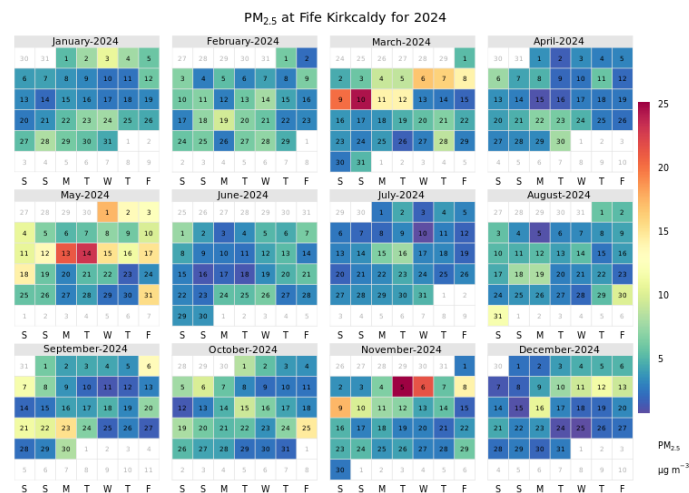 PM2.5 at Fife Kirkcaldy for 2024
January-2024
30 31 1 2 3 4 5
6 7 8 9 10 11 12
13 14 15 16 17 18 19
20 21 22 23 24 25 26
27 28 29 30 31 1 2
3 4 5 6 7 8 9
S S M T W T F
February-2024
27 28 29 30 31 1 2
3 4 5 6 7 8 9
10 11 12 13 14 15 16
17 18 19 20 21 22 23
24 25 26 27 28 29 1
2 3 4 5 6 7 8
S S M T W T F
March-2024
24 25 26 27 28 29 1
2 3 4 5 6 7 8
9 10 11 12 13 14 15
16 17 18 19 20 21 22
23 24 25 26 27 28 29
30 31 1 2 3 4 5
S S M T W T F
April-2024
30 31 1 2 3 4 5
6 7 8 9 10 11 12
13 14 15 16 17 18 19
20 21 22 23 24 25 26
27 28 29 30 1 2 3
4 5 6 7 8 9 10
S S M T W T F
May-2024
27 28 29 30 1 2 3
4 5 6 7 8 9 10
11 12 13 14 15 16 17
18 19 20 21 22 23 24
25 26 27 28 29 30 31
1 2 3 4 5 6 7
S S M T W T F
June-2024
25 26 27 28 29 30 31
1 2 3 4 5 6 7
8 9 10 11 12 13 14
15 16 17 18 19 20 21
22 23 24 25 26 27 28
29 30 1 2 3 4 5
S S M T W T F
July-2024
29 30 1 2 3 4 5
6 7 8 9 10 11 12
13 14 15 16 17 18 19
20 21 22 23 24 25 26
27 28 29 30 31 1 2
3 4 5 6 7 8 9
S S M T W T F
August-2024
27 28 29 30 31 1 2
3 4 5 6 7 8 9
10 11 12 13 14 15 16
17 18 19 20 21 22 23
24 25 26 27 28 29 30
31 1 2 3 4 5 6
S S M T W T F
September-2024
31 1 2 3 4 5 6
7 8 9 10 11 12 13
14 15 16 17 18 19 20
21 22 23 24 25 26 27
28 29 30 1 2 3 4
5 6 7 8 9 10 11
S S M T W T F
October-2024
28 29 30 1 2 3 4
5 6 7 8 9 10 11
12 13 14 15 16 17 18
19 20 21 22 23 24 25
26 27 28 29 30 31 1
2 3 4 5 6 7 8
S S M T W T F
November-2024
26 27 28 29 30 31 1
2 3 4 5 6 7 8
9 10 11 12 13 14 15
16 17 18 19 20 21 22
23 24 25 26 27 28 29
30 1 2 3 4 5 6
S S M T W T F
December-2024
30 1 2 3 4 5 6
7 8 9 10 11 12 13
14 15 16 17 18 19 20
21 22 23 24 25 26 27
28 29 30 31 1 2 3
4 5 6 7 8 9 10
S S M T W T F
25
20
15
10
5
PM2.5
µg m−3